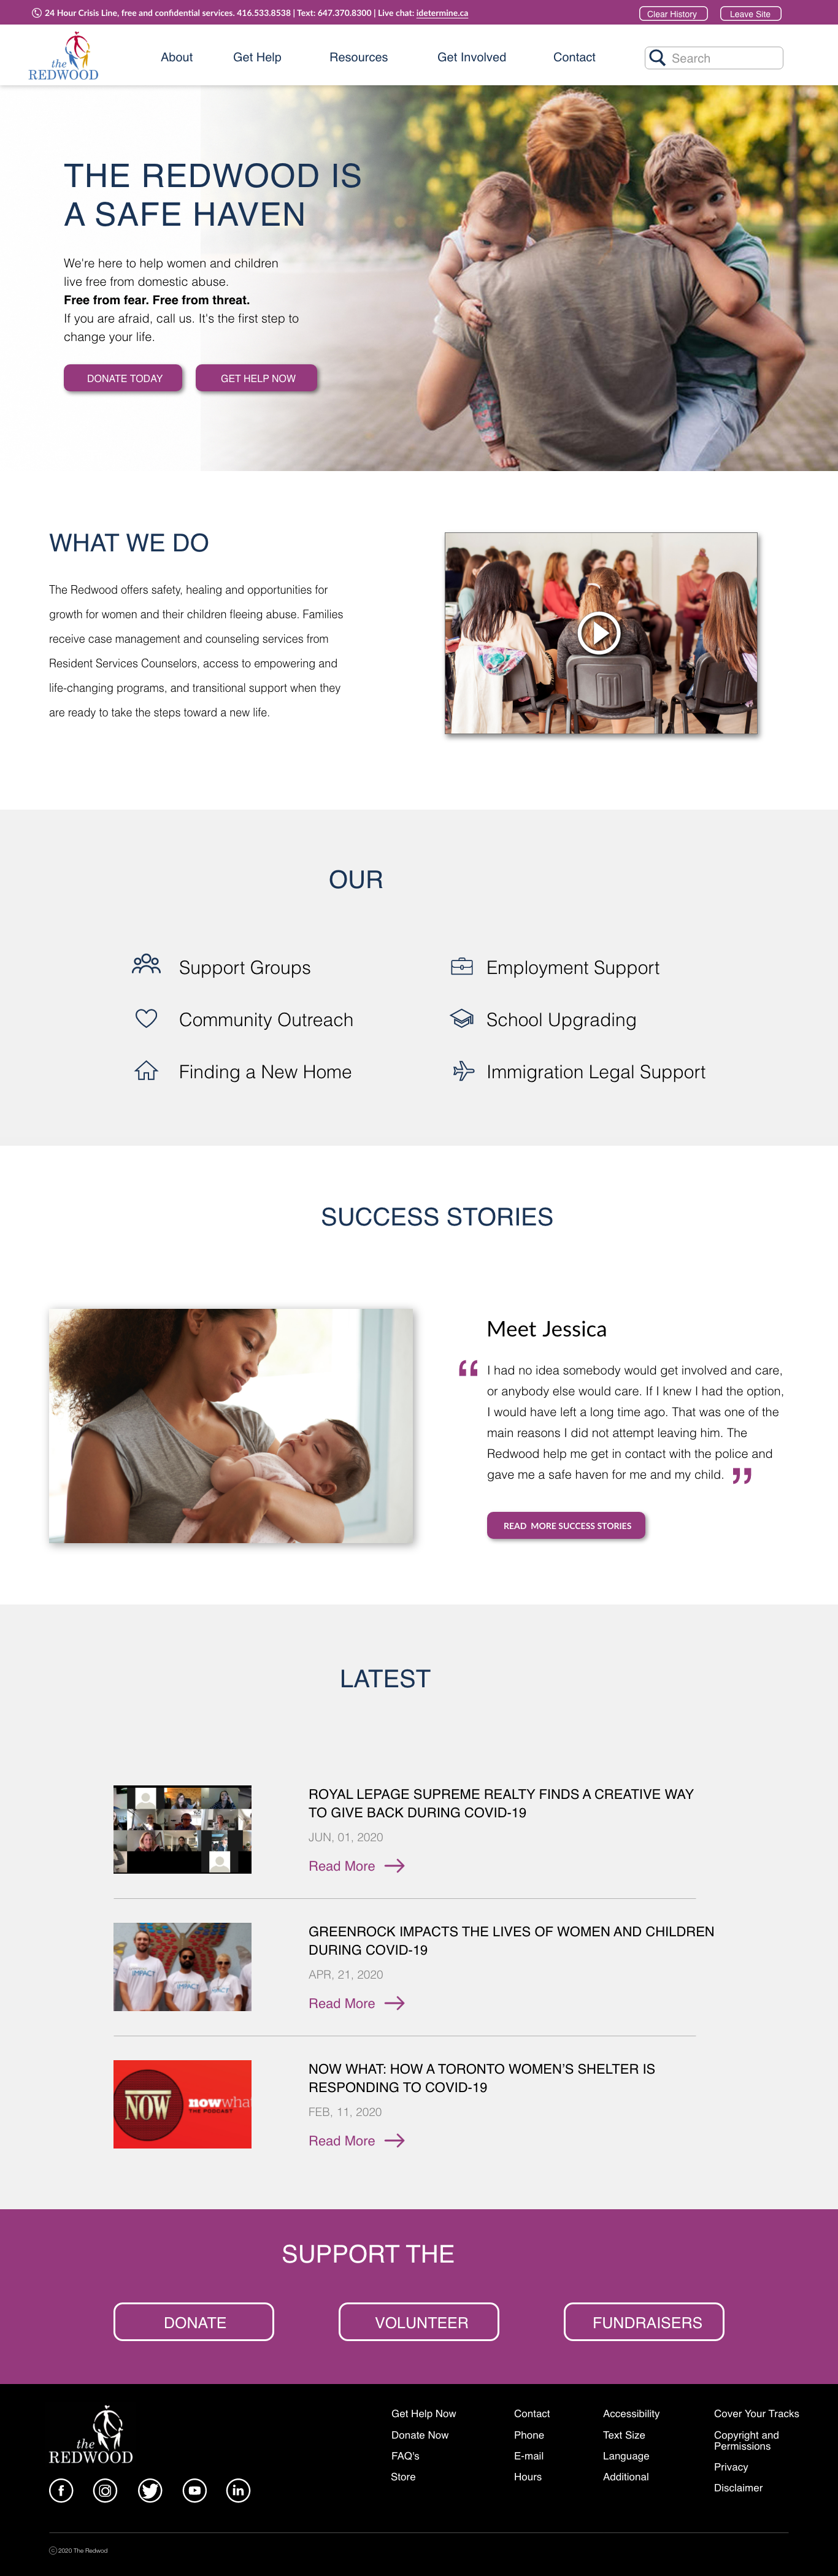 24 Hour Crisis Line, free and confidential services. 416.533.8538 | Text: 647.370.8300 | Live chat: idetermine.ca
Clear History
Leave Site
the
REDWOOD
About
Get Help
Resources
Get Involved
Contact
Search
THE REDWOOD IS
A SAFE HAVEN
We're here to help women and children
live free from domestic abuse.
Free from fear. Free from threat.
If you are afraid, call us. It's the first step to
change your life.
DONATE TODAY
GET HELP NOW
WHAT WE DO
The Redwood offers safety, healing and opportunities for
growth for women and their children fleeing abuse. Families
receive case management and counseling services from
Resident Services Counselors, access to empowering and
life-changing programs, and transitional support when they
are ready to take the steps toward a new life.
OUR
Support Groups
Employment Support
Community Outreach
School Upgrading
Finding a New Home
Immigration Legal Support
SUCCESS STORIES
Meet Jessica
“ I had no idea somebody would get involved and care,
or anybody else would care. If I knew I had the option,
I would have left a long time ago. That was one of the
main reasons I did not attempt leaving him. The
Redwood help me get in contact with the police and
gave me a safe haven for me and my child. ”
READ MORE SUCCESS STORIES
LATEST
ROYAL LEPAGE SUPREME REALTY FINDS A CREATIVE WAY
TO GIVE BACK DURING COVID-19
JUN, 01, 2020
Read More
IMPACT
IMPACT
GREENROCK IMPACTS THE LIVES OF WOMEN AND CHILDREN
DURING COVID-19
APR, 21, 2020
Read More
NOW
nowwha
THE PODCAST
NOW WHAT: HOW A TORONTO WOMEN’S SHELTER IS
RESPONDING TO COVID-19
FEB, 11, 2020
Read More
SUPPORT THE
DONATE
VOLUNTEER
FUNDRAISERS
the
REDWOOD
Get Help Now
Donate Now
FAQ's
Store
Contact
Phone
E-mail
Hours
Accessibility
Text Size
Language
Additional
Cover Your Tracks
Copyright and
Permissions
Privacy
Disclaimer
© 2020 The Redwod